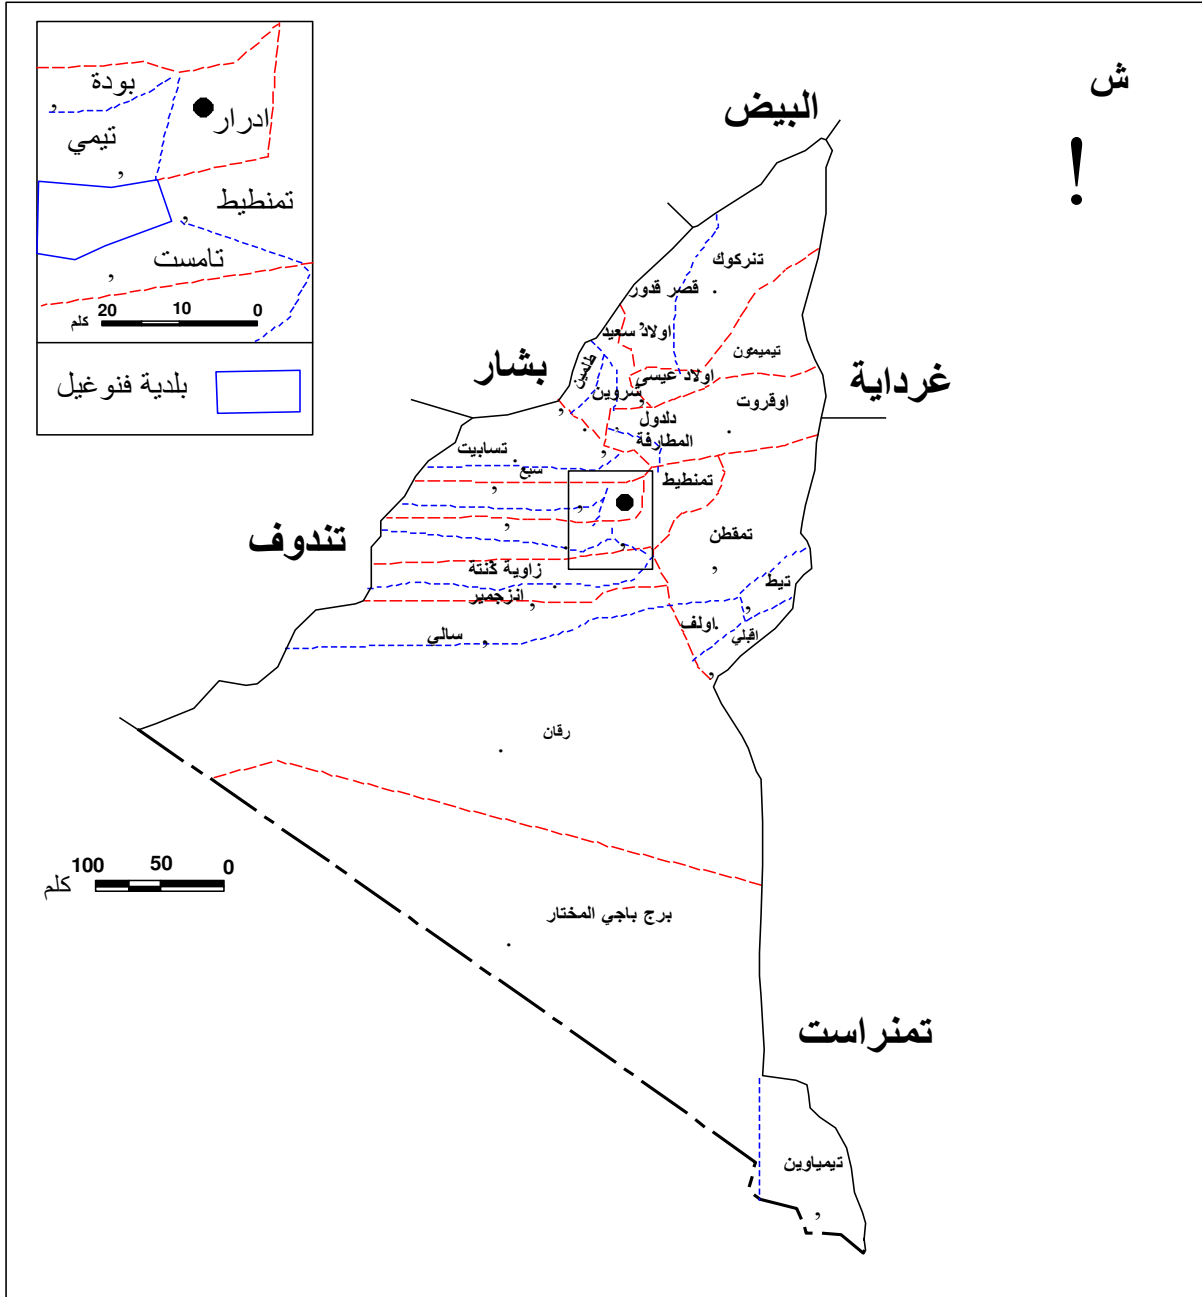 بودة
ادرار
تيمي
تمنطيط
تامست
20 10 0
كلم
بلدية فنوغيل
ش
!
البيض
تنركوك
قصر قدور
اولاد سعيد
تيميمون
بشار
طلمين
اولاد عيسى
غرداية
شروين
اوقروت
دلدول
المطارفة
تسابيت
سبع
تمنطيط
تندوف
تمقطن
زاوية كنتة
تيط
انزجمير
اولف
اقبلي
سالي
رقان
100 50 0
كلم
برج باجي المختار
تمنراست
تيمياوين